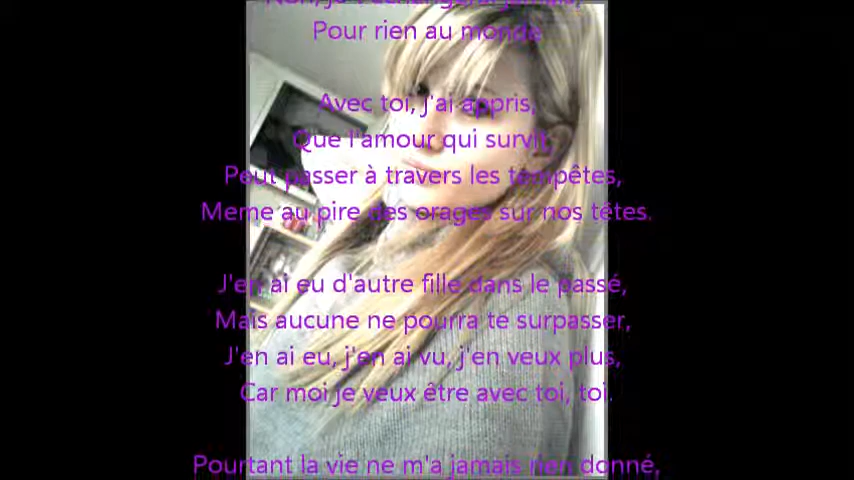 Pour rien au monde
Avec toi, j'ai appris,
Que l'amour qui survit,
Peut passer à travers les tempêtes,
Meme au pire des orages sur nos têtes.
J'en ai eu d'autre fille dans le passé,
Mais aucune ne pourra te surpasser,
J'en ai eu, j'en ai vu, j'en veux plus,
Car moi je veux être avec toi, toi.
Pourtant la vie ne m'a jamais rien donné,